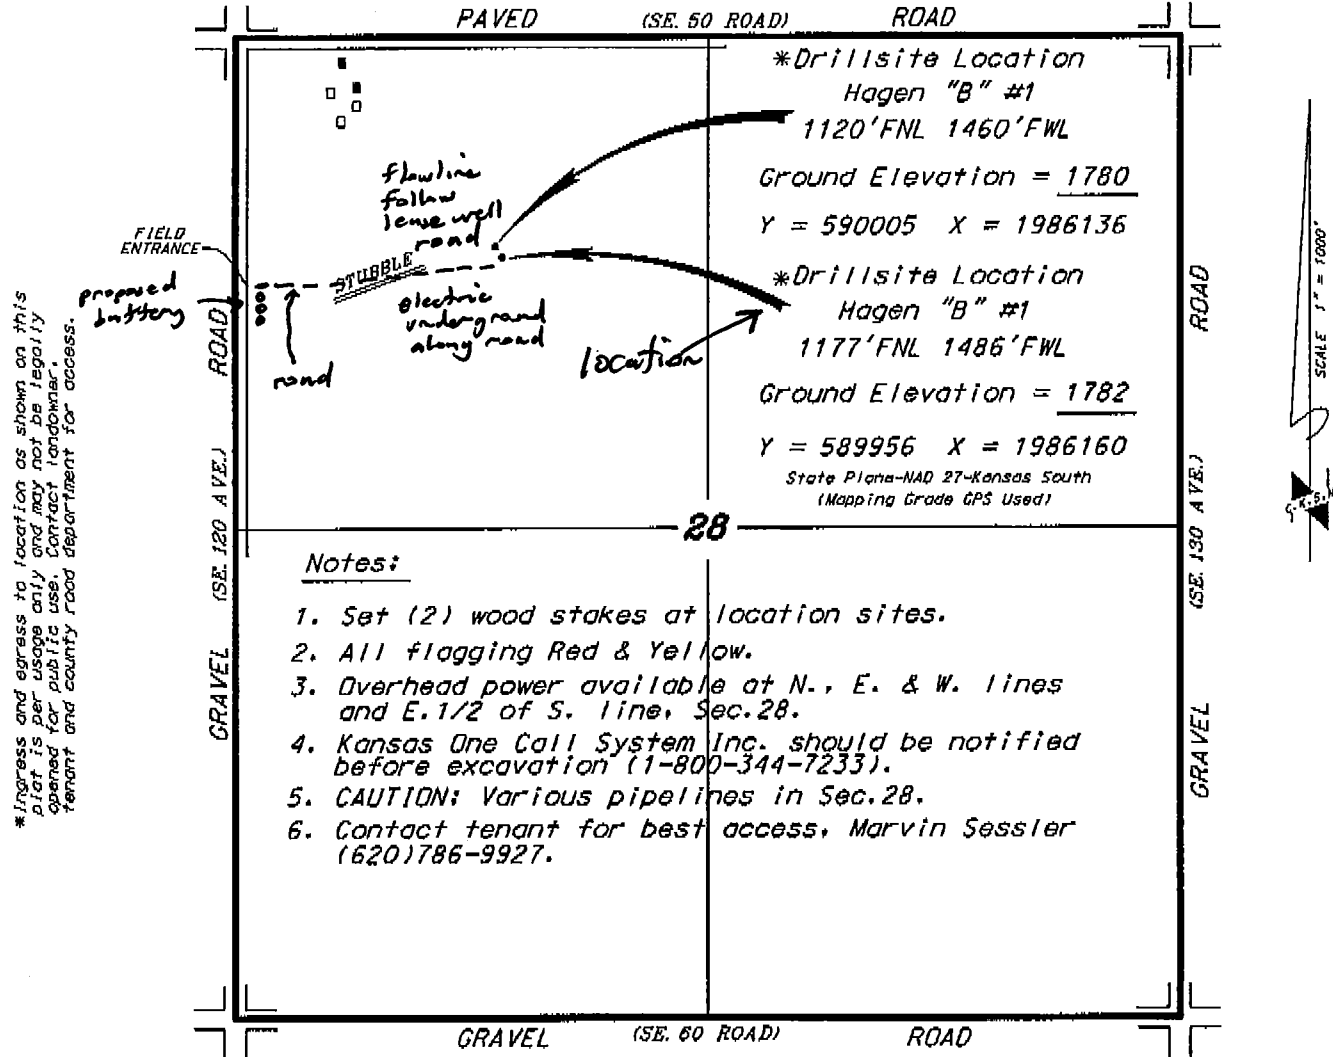 PAVED (SE. 50 ROAD) ROAD
*Drillsite Location
Hagen "B" #1
1120'FNL 1460'FWL
Ground Elevation = 1780
Y = 590005 X = 1986136
*Drillsite Location
Hagen "B" #1
1177'FNL 1486'FWL
Ground Elevation = 1782
Y = 589956 X = 1986160
State Plane-NAD 27-Kansas South
(Mapping Grade GPS Used)
flowline
follow
lease well
road
STUBBLE
electric
underground
along road
location
road
FIELD
ENTRANCE
proposed
battery
GRAVEL (SE. 120 AVE.) ROAD
*Ingress and egress to location as shown on this
plat is per usage only and may not be legally
opened for public use. Contact landowner,
tenant and county road department for access.
28
Notes:
1. Set (2) wood stakes at location sites.
2. All flagging Red & Yellow.
3. Overhead power available at N., E. & W. lines
and E.1/2 of S. line, Sec.28.
4. Kansas One Call System Inc. should be notified
before excavation (1-800-344-7233).
5. CAUTION: Various pipelines in Sec.28.
6. Contact tenant for best access, Marvin Sessler
(620)786-9927.
GRAVEL (SE. 130 AVE.) ROAD
SCALE 1" = 1000'
G.K.S.
GRAVEL (SE. 60 ROAD) ROAD